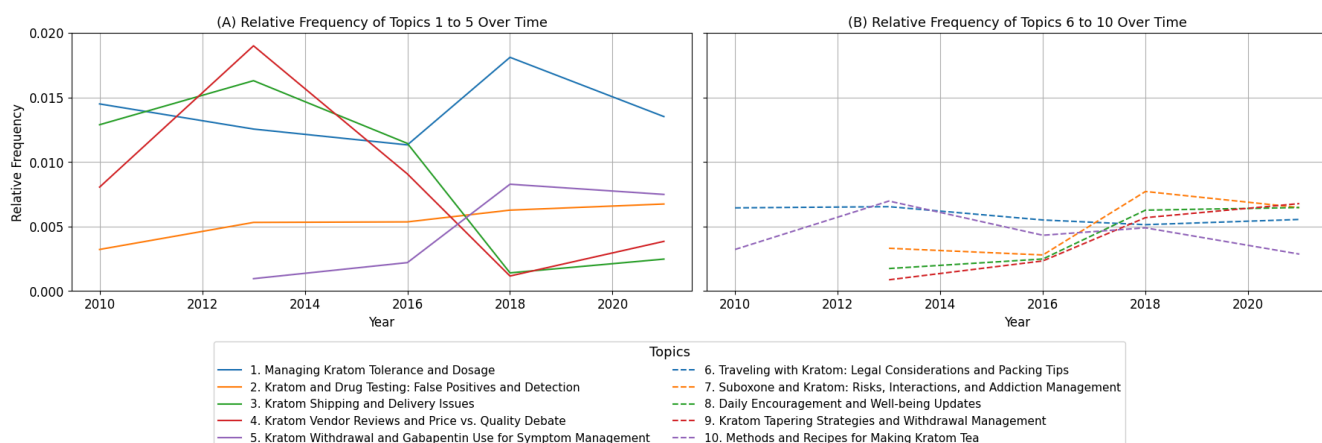 (A) Relative Frequency of Topics 1 to 5 Over Time
(B) Relative Frequency of Topics 6 to 10 Over Time
Relative Frequency
0.020
0.015
0.010
0.005
0.000
2010 2012 2014 2016 2018 2020
Year
2010 2012 2014 2016 2018 2020
Year
Topics
1. Managing Kratom Tolerance and Dosage
2. Kratom and Drug Testing: False Positives and Detection
3. Kratom Shipping and Delivery Issues
4. Kratom Vendor Reviews and Price vs. Quality Debate
5. Kratom Withdrawal and Gabapentin Use for Symptom Management
6. Traveling with Kratom: Legal Considerations and Packing Tips
7. Suboxone and Kratom: Risks, Interactions, and Addiction Management
8. Daily Encouragement and Well-being Updates
9. Kratom Tapering Strategies and Withdrawal Management
10. Methods and Recipes for Making Kratom Tea